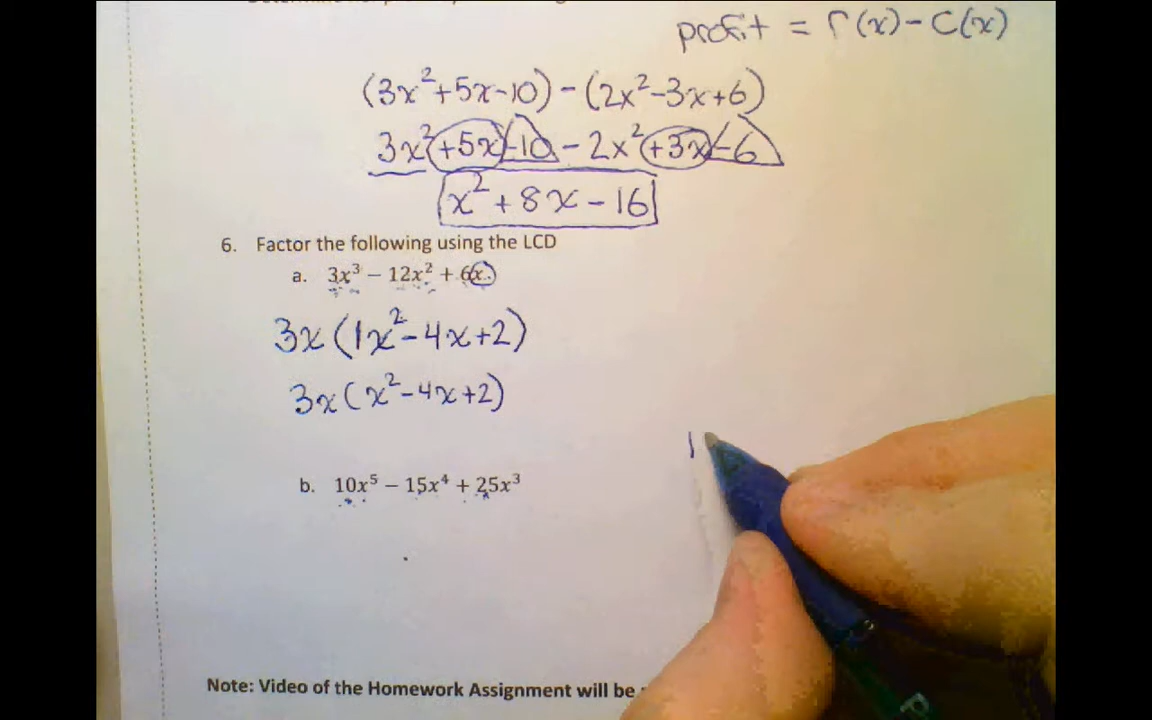 profit = r(x) - C(x)
(3x² + 5x - 10) - (2x² - 3x + 6)
3x² + 5x - 10 - 2x² + 3x - 6
x² + 8x - 16
6. Factor the following using the LCD
a. 3x³ − 12x² + 6x
3x(1x² - 4x + 2)
3x(x² - 4x + 2)
b. 10x⁵ − 15x⁴ + 25x³
Note: Video of the Homework Assignment will be